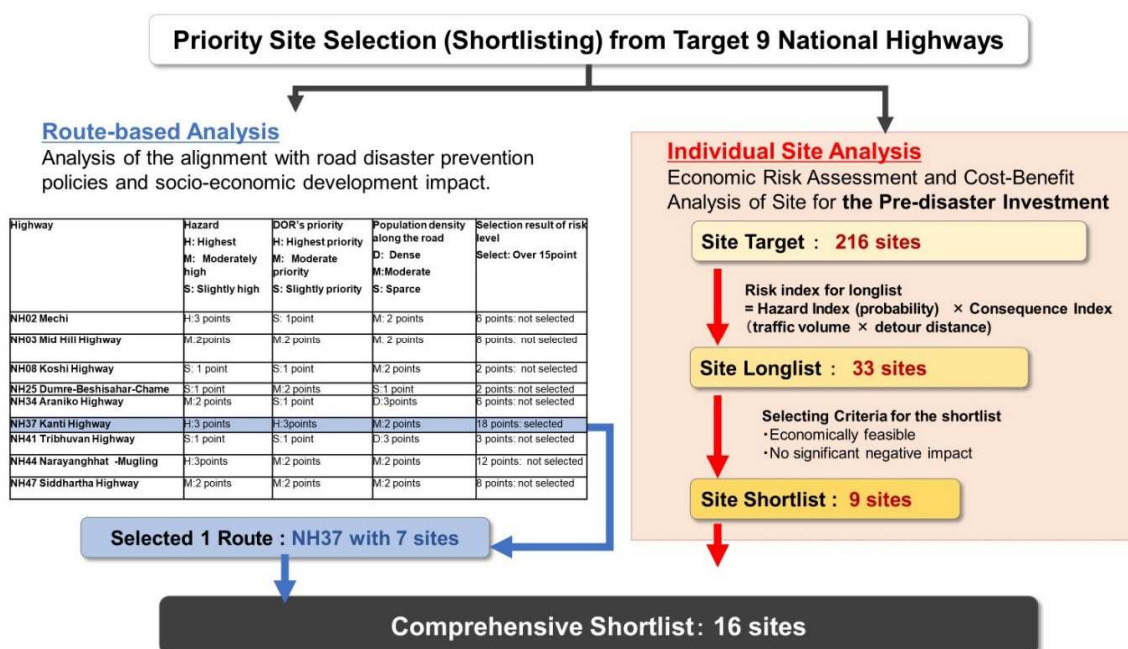 Priority Site Selection (Shortlisting) from Target 9 National Highways
Route-based Analysis
Analysis of the alignment with road disaster prevention
policies and socio-economic development impact.
Highway
Hazard
H: Highest
M: Moderately
high
S: Slightly high
DOR's priority
H: Highest priority
M: Moderate
priority
S: Slightly priority
Population density
along the road
D: Dense
M:Moderate
S: Sparce
Selection result of risk
level
Select: Over 15point
NH02 Mechi H:3 points S: 1point M: 2 points 6 points: not selected
NH03 Mid Hill Highway M:2points M:2 points M: 2 points 8 points: not selected
NH08 Koshi Highway S: 1 point S:1 point M:2 points 2 points: not selected
NH25 Dumre-Beshisahar-Chame S:1 point M:2 points S:1 point 2 points: not selected
NH34 Araniko Highway M:2 points S:1 point D:3points 6 points: not selected
NH37 Kanti Highway H:3 points H:3points M:2 points 18 points: selected
NH41 Tribhuvan Highway S:1 point S:1 point D:3 points 3 points: not selected
NH44 Narayanghhat -Mugling H:3points M:2 points M:2 points 12 points: not selected
NH47 Siddhartha Highway M:2 points M:2 points M:2 points 8 points: not selected
Selected 1 Route : NH37 with 7 sites
Individual Site Analysis
Economic Risk Assessment and Cost-Benefit
Analysis of Site for the Pre-disaster Investment
Site Target : 216 sites
Risk index for longlist
= Hazard Index (probability) × Consequence Index
(traffic volume × detour distance)
Site Longlist : 33 sites
Selecting Criteria for the shortlist
・Economically feasible
・No significant negative impact
Site Shortlist : 9 sites
Comprehensive Shortlist: 16 sites